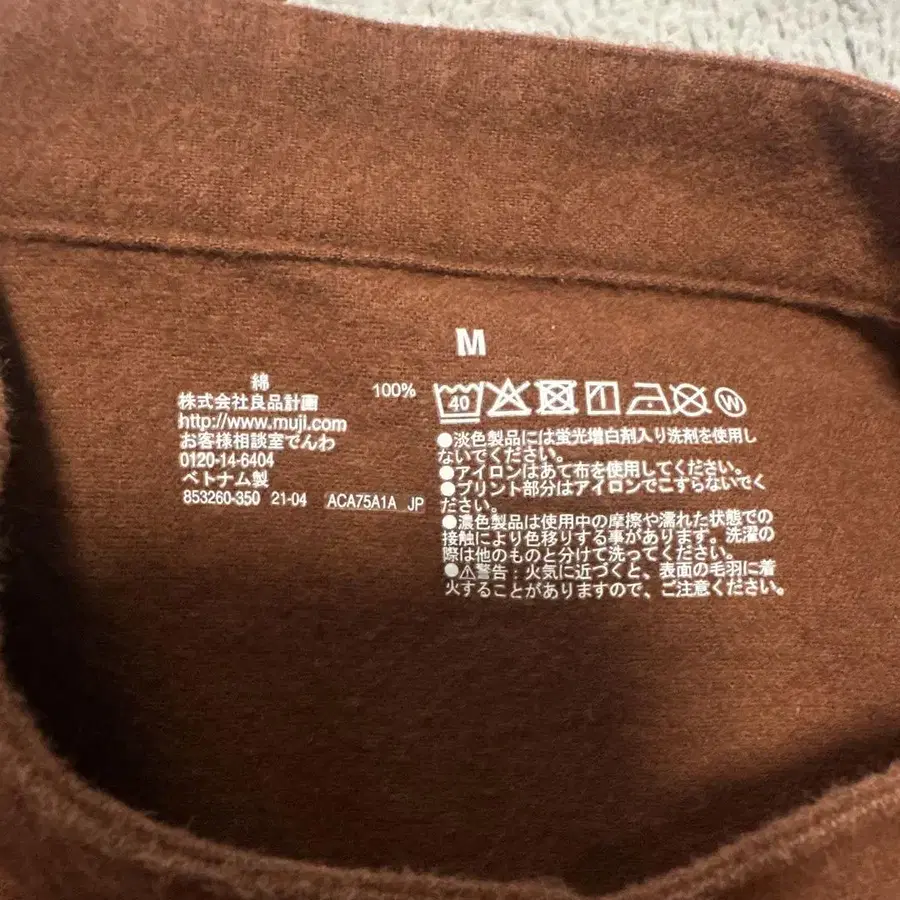 M
綿 100%
株式会社良品計画
http://www.muji.com
お客様相談室でんわ
0120-14-6404
ベトナム製
853260-350 21-04 ACA75A1A JP
40
W
●淡色製品には蛍光増白剤入り洗剤を使用し
ないでください。
●アイロンはあて布を使用してください。
●プリント部分はアイロンでこすらないでく
ださい。
●濃色製品は使用中の摩擦や濡れた状態での
接触により色移りする事があります。洗濯の
際は他のものと分けて洗ってください。
●⚠警告：火気に近づくと、表面の毛羽に着
火することがありますので、ご注意ください。